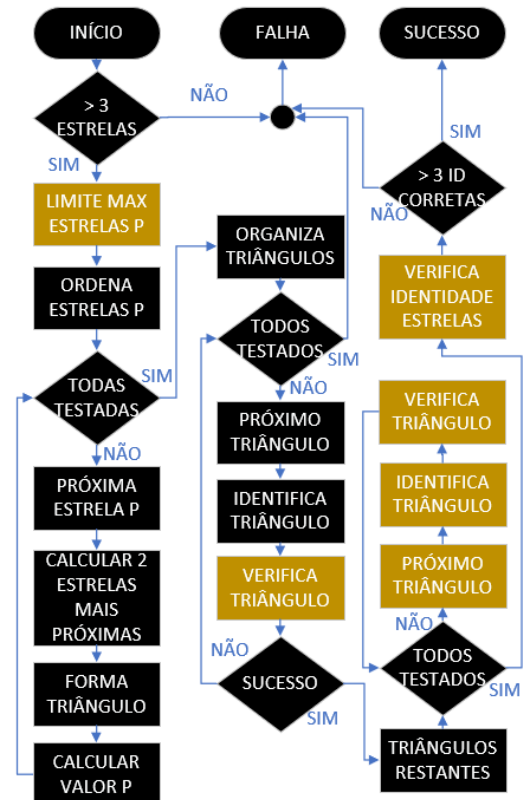 INÍCIO
> 3
ESTRELAS
NÃO
SIM
LIMITE MAX
ESTRELAS P
ORDENA
ESTRELAS P
TODAS
TESTADAS
SIM
NÃO
PRÓXIMA
ESTRELA P
CALCULAR 2
ESTRELAS
MAIS
PRÓXIMAS
FORMA
TRIÂNGULO
CALCULAR
VALOR P
FALHA
ORGANIZA
TRIÂNGULOS
TODOS
TESTADOS
SIM
NÃO
PRÓXIMO
TRIÂNGULO
IDENTIFICA
TRIÂNGULO
VERIFICA
TRIÂNGULO
NÃO
SUCESSO
SIM
SUCESSO
SIM
> 3 ID
CORRETAS
NÃO
VERIFICA
IDENTIDADE
ESTRELAS
VERIFICA
TRIÂNGULO
IDENTIFICA
TRIÂNGULO
PRÓXIMO
TRIÂNGULO
NÃO
TODOS
TESTADOS
SIM
TRIÂNGULOS
RESTANTES